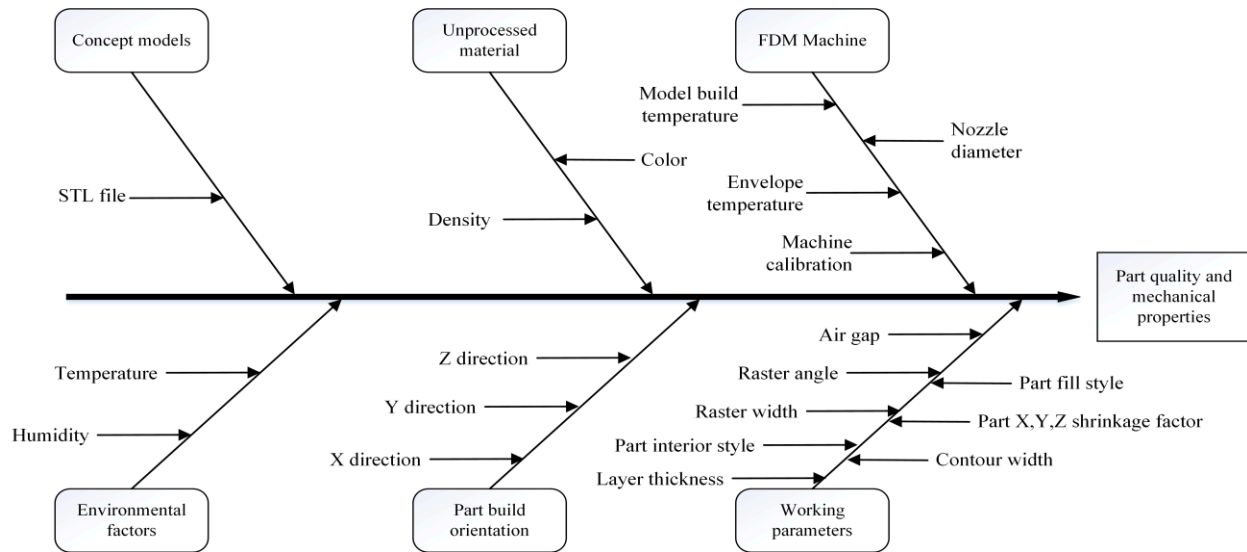 Concept models
Unprocessed
material
FDM Machine
Model build
temperature
Nozzle
diameter
Color
Envelope
temperature
STL file
Density
Machine
calibration
Part quality and
mechanical
properties
Air gap
Z direction
Temperature
Raster angle
Part fill style
Y direction
Raster width
Part X,Y,Z shrinkage factor
Humidity
Part interior style
X direction
Contour width
Layer thickness
Environmental
factors
Part build
orientation
Working
parameters